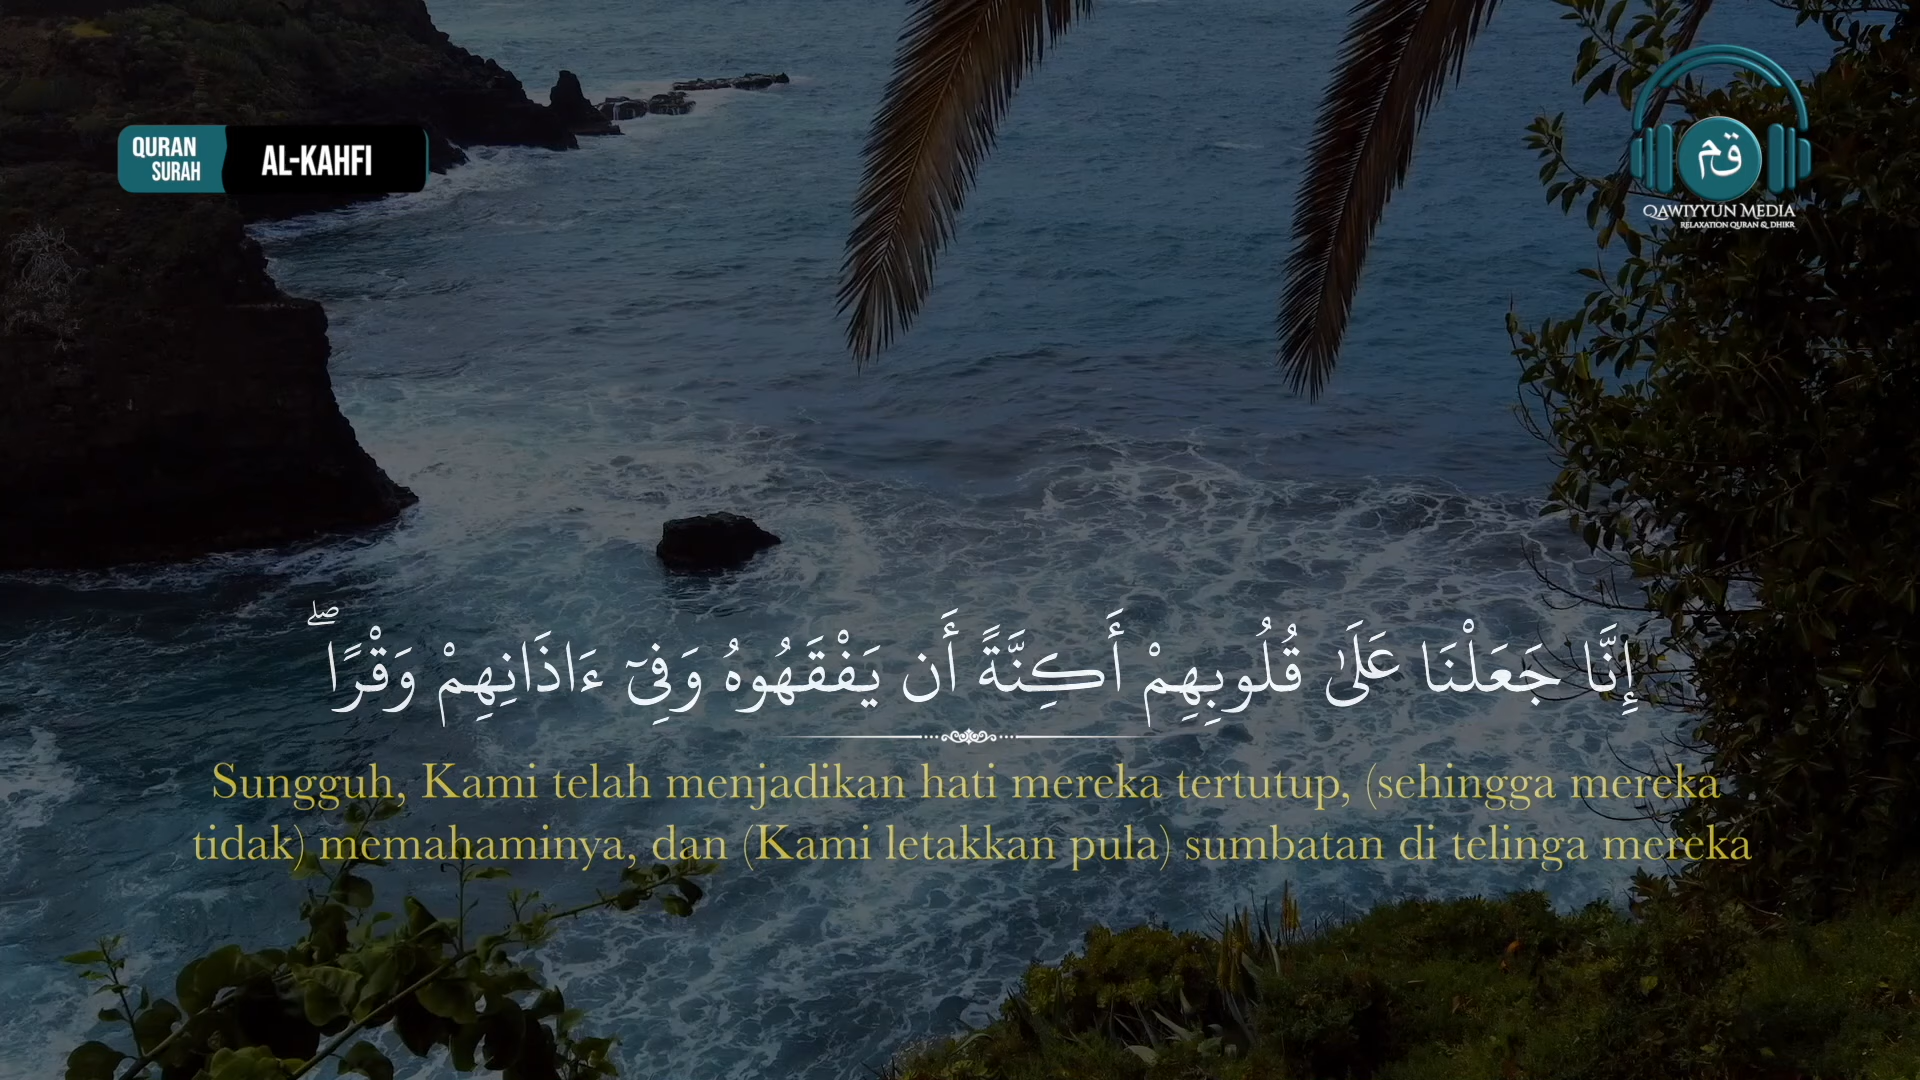 QURAN
SURAH
AL-KAHFI
قم
QAWIYYUN MEDIA
RELAXATION QURAN & DHIKR
إِنَّا جَعَلْنَا عَلَىٰ قُلُوبِهِمْ أَكِنَّةً أَن يَفْقَهُوهُ وَفِىٓ ءَاذَانِهِمْ وَقْرًا ۖ
Sungguh, Kami telah menjadikan hati mereka tertutup, (sehingga mereka
tidak) memahaminya, dan (Kami letakkan pula) sumbatan di telinga mereka